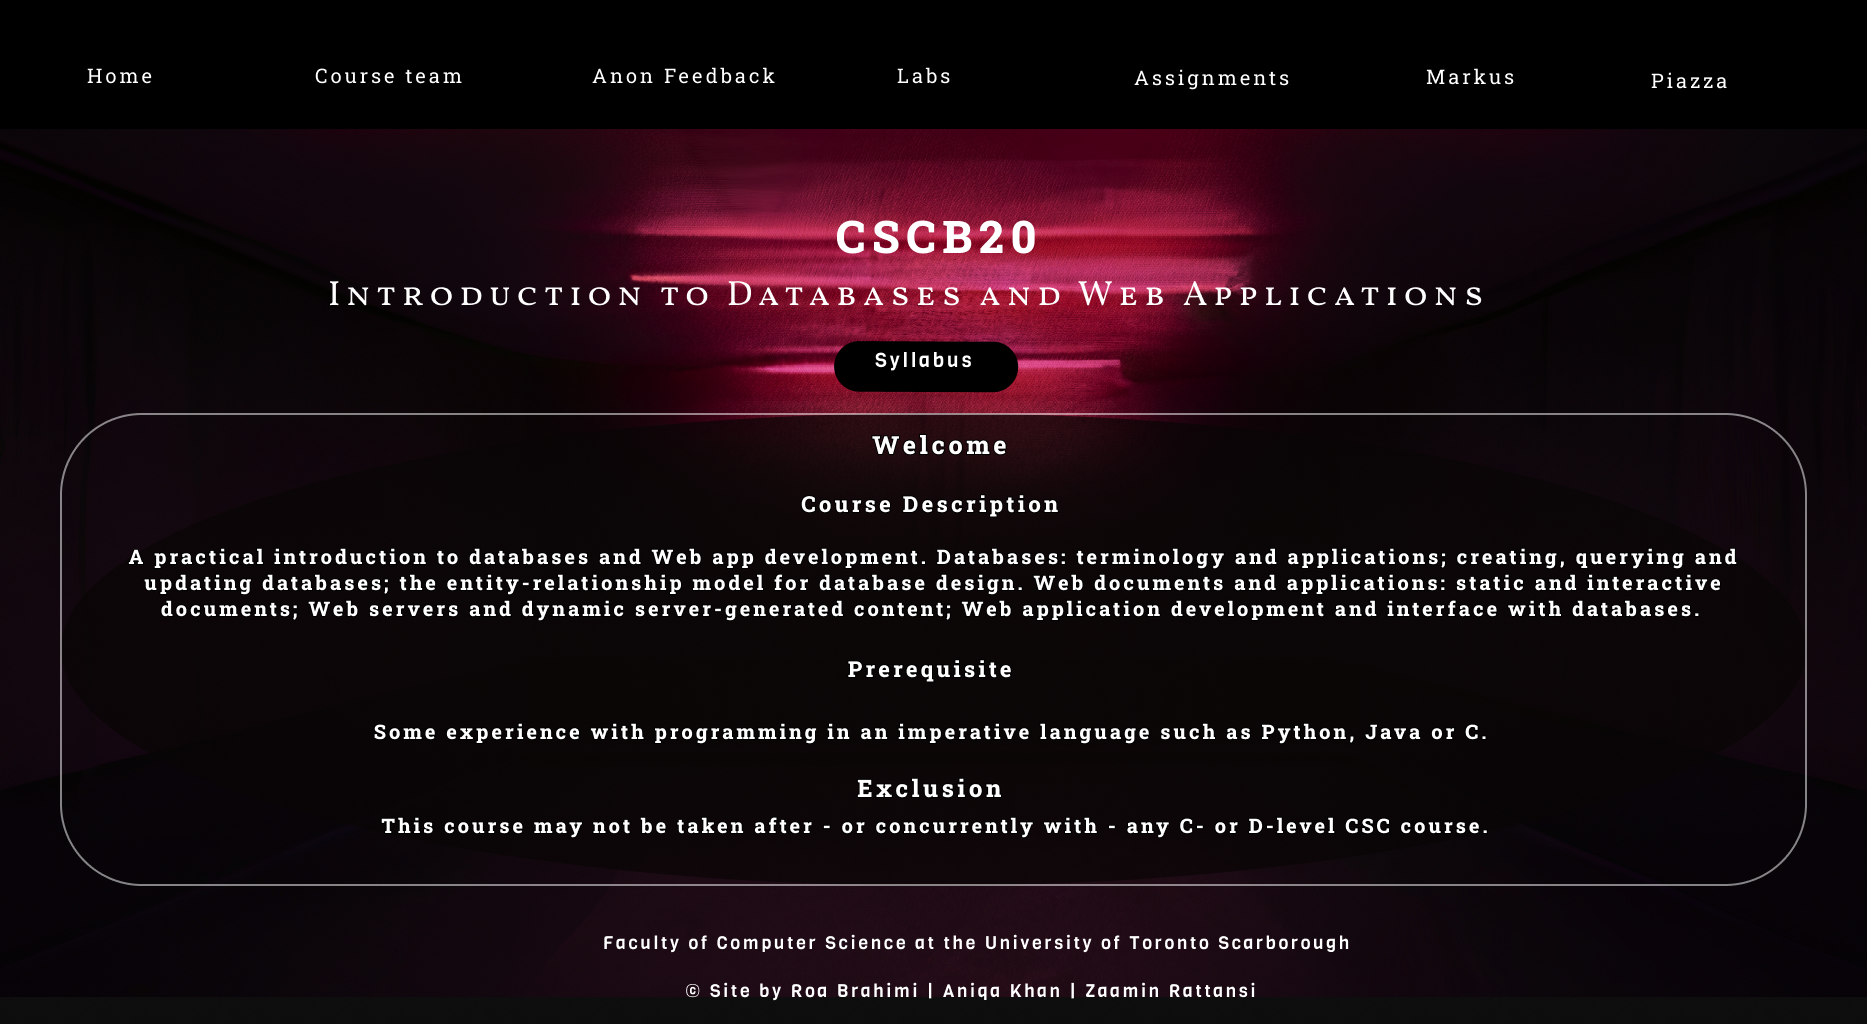 Home Course team Anon Feedback Labs Assignments Markus Piazza
CSCB20
Introduction to Databases and Web Applications
Syllabus
Welcome
Course Description
A practical introduction to databases and Web app development. Databases: terminology and applications; creating, querying and
updating databases; the entity-relationship model for database design. Web documents and applications: static and interactive
documents; Web servers and dynamic server-generated content; Web application development and interface with databases.
Prerequisite
Some experience with programming in an imperative language such as Python, Java or C.
Exclusion
This course may not be taken after - or concurrently with - any C- or D-level CSC course.
Faculty of Computer Science at the University of Toronto Scarborough
© Site by Roa Brahimi | Aniqa Khan | Zaamin Rattansi